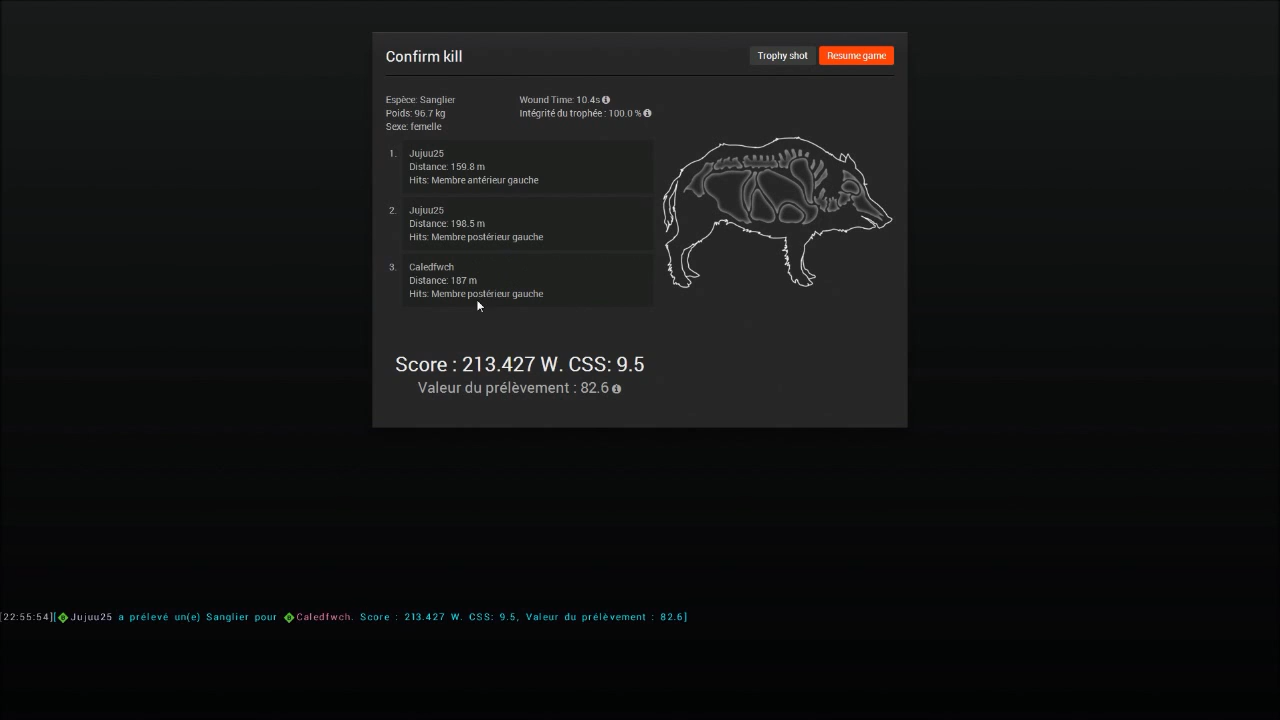 Confirm kill
Trophy shot
Resume game
Espèce: Sanglier
Wound Time: 10.4s
Poids: 96.7 kg
Intégrité du trophée : 100.0 %
Sexe: femelle
1. Jujuu25
Distance: 159.8 m
Hits: Membre antérieur gauche
2. Jujuu25
Distance: 198.5 m
Hits: Membre postérieur gauche
3. Caledfwch
Distance: 187 m
Hits: Membre postérieur gauche
Score : 213.427 W. CSS: 9.5
Valeur du prélèvement : 82.6
[22:55:54][Jujuu25 a prélevé un(e) Sanglier pour Caledfwch. Score : 213.427 W. CSS: 9.5, Valeur du prélèvement : 82.6]